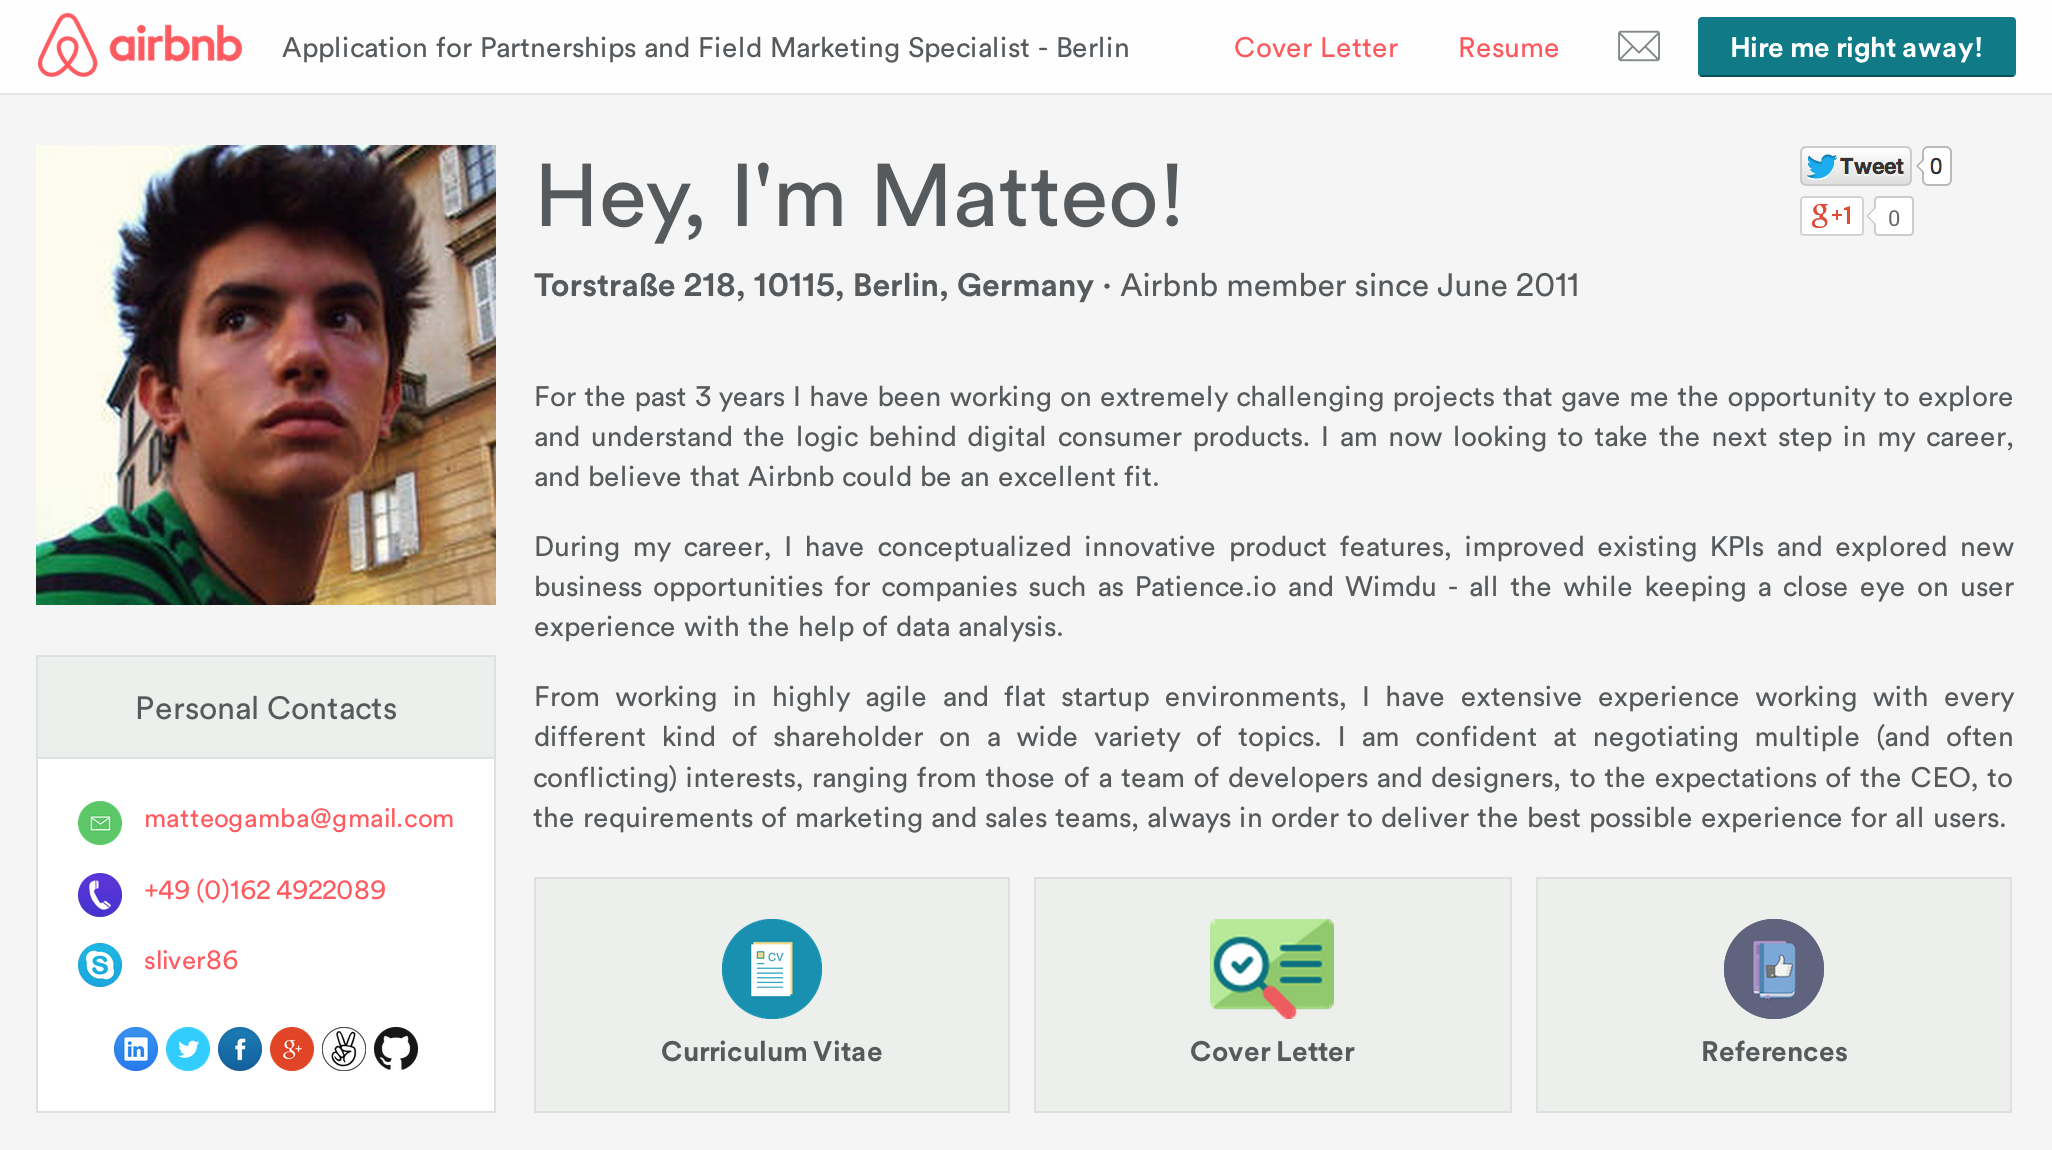 airbnb Application for Partnerships and Field Marketing Specialist - Berlin Cover Letter Resume Hire me right away!
Hey, I'm Matteo!
Tweet 0
g+1 0
Torstraße 218, 10115, Berlin, Germany · Airbnb member since June 2011
For the past 3 years I have been working on extremely challenging projects that gave me the opportunity to explore
and understand the logic behind digital consumer products. I am now looking to take the next step in my career,
and believe that Airbnb could be an excellent fit.
During my career, I have conceptualized innovative product features, improved existing KPIs and explored new
business opportunities for companies such as Patience.io and Wimdu - all the while keeping a close eye on user
experience with the help of data analysis.
From working in highly agile and flat startup environments, I have extensive experience working with every
different kind of shareholder on a wide variety of topics. I am confident at negotiating multiple (and often
conflicting) interests, ranging from those of a team of developers and designers, to the expectations of the CEO, to
the requirements of marketing and sales teams, always in order to deliver the best possible experience for all users.
Personal Contacts
matteogamba@gmail.com
+49 (0)162 4922089
S sliver86
in f g+
CV
Curriculum Vitae
Cover Letter
References